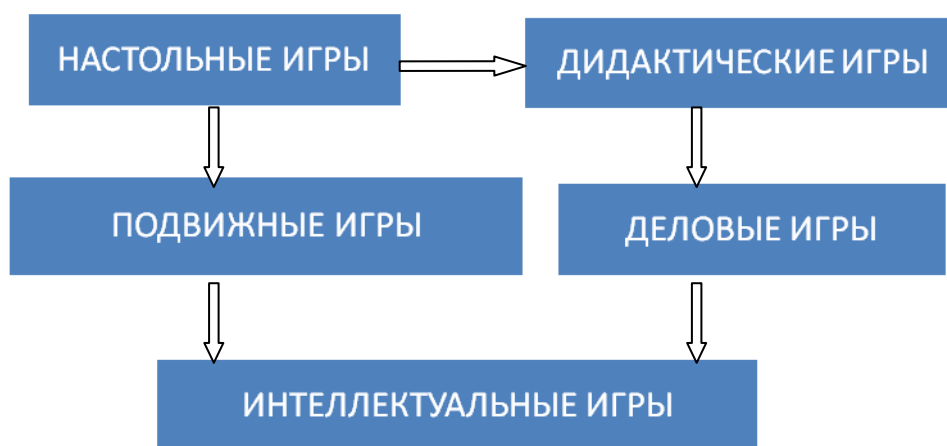 НАСТОЛЬНЫЕ ИГРЫ
ДИДАКТИЧЕСКИЕ ИГРЫ
ПОДВИЖНЫЕ ИГРЫ
ДЕЛОВЫЕ ИГРЫ
ИНТЕЛЛЕКТУАЛЬНЫЕ ИГРЫ